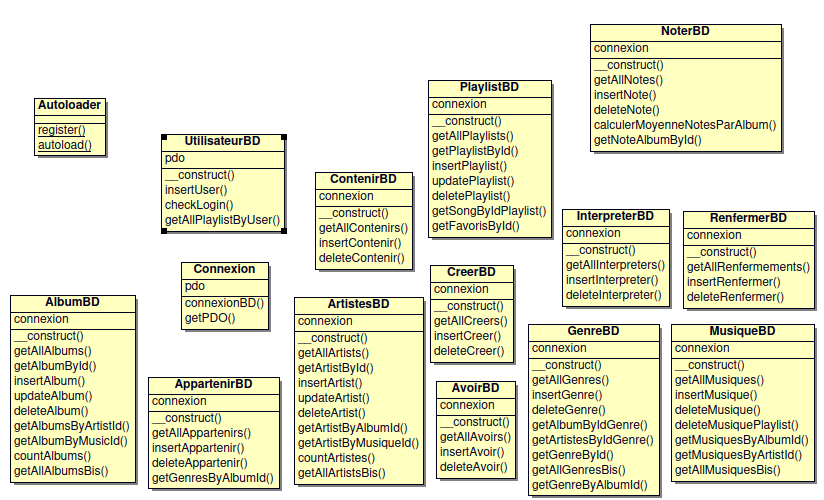 NoterBD
connexion
__construct()
getAllNotes()
insertNote()
deleteNote()
calculerMoyenneNotesParAlbum()
getNoteAlbumById()
PlaylistBD
connexion
__construct()
getAllPlaylists()
getPlaylistById()
insertPlaylist()
updatePlaylist()
deletePlaylist()
getSongByIdPlaylist()
getFavorisById()
Autoloader
register()
autoload()
UtilisateurBD
pdo
__construct()
insertUser()
checkLogin()
getAllPlaylistByUser()
ContenirBD
connexion
__construct()
getAllContenirs()
insertContenir()
deleteContenir()
InterpreterBD
connexion
__construct()
getAllInterpreters()
insertInterpreter()
deleteInterpreter()
RenfermerBD
connexion
__construct()
getAllRenfermements()
insertRenfermer()
deleteRenfermer()
Connexion
pdo
connexionBD()
getPDO()
CreerBD
connexion
__construct()
getAllCreers()
insertCreer()
deleteCreer()
AlbumBD
connexion
__construct()
getAllAlbums()
getAlbumById()
insertAlbum()
updateAlbum()
deleteAlbum()
getAlbumsByArtistId()
getAlbumByMusicId()
countAlbums()
getAllAlbumsBis()
ArtistesBD
connexion
__construct()
getAllArtists()
getArtistById()
insertArtist()
updateArtist()
deleteArtist()
getArtistByAlbumId()
getArtistByMusiqueId()
countArtistes()
getAllArtistsBis()
GenreBD
connexion
__construct()
getAllGenres()
insertGenre()
deleteGenre()
getAlbumByIdGenre()
getArtistesByIdGenre()
getGenreById()
getAllGenresBis()
getGenreByAlbumId()
MusiqueBD
connexion
__construct()
getAllMusiques()
insertMusique()
deleteMusique()
deleteMusiquePlaylist()
getMusiquesByAlbumId()
getMusiquesByArtistId()
getAllMusiquesBis()
AppartenirBD
connexion
__construct()
getAllAppartenirs()
insertAppartenir()
deleteAppartenir()
getGenresByAlbumId()
AvoirBD
connexion
__construct()
getAllAvoirs()
insertAvoir()
deleteAvoir()